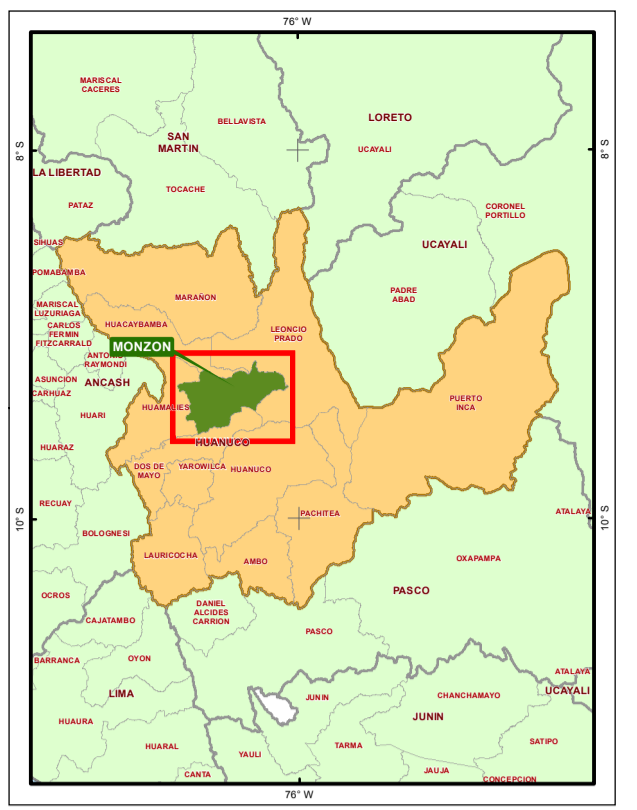 76° W
MARISCAL
CACERES
BELLAVISTA
LORETO
SAN
MARTIN
UCAYALI
8° S
8° S
LA LIBERTAD
TOCACHE
PATAZ
CORONEL
PORTILLO
SIHUAS
UCAYALI
POMABAMBA
PADRE
ABAD
MARAÑON
MARISCAL
LUZURIAGA
HUACAYBAMBA
CARLOS
FERMIN
FITZCARRALD
LEONCIO
PRADO
MONZON
ANTONIO
RAYMONDI
ASUNCION
ANCASH
CARHUAZ
PUERTO
INCA
HUARI
HUAMALIES
HUANUCO
HUARAZ
DOS DE
MAYO
YAROWILCA
HUANUCO
RECUAY
10° S
PACHITEA
ATALAYA
10° S
BOLOGNESI
LAURICOCHA
AMBO
OXAPAMPA
PASCO
OCROS
DANIEL
ALCIDES
CARRION
CAJATAMBO
PASCO
BARRANCA
OYON
ATALAYA
LIMA
JUNIN
CHANCHAMAYO
UCAYALI
HUAURA
JUNIN
HUARAL
YAULI
TARMA
SATIPO
CANTA
JAUJA
CONCEPCION
76° W